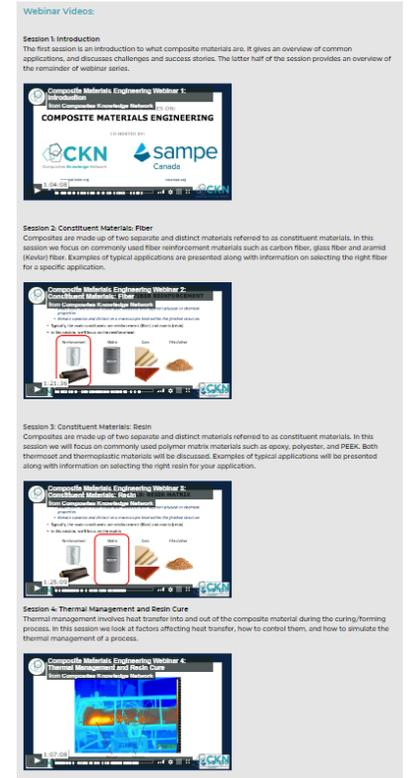 Webinar Videos:
Session 1: Introduction
The first session is an introduction to what composite materials are. It gives an overview of common
applications, and discusses challenges and success stories. The latter half of the session provides an overview of
the remainder of webinar series.
Composite Materials Engineering Webinar 1:
Introduction
from Composites Knowledge Network
COMPOSITE MATERIALS ENGINEERING
CKN
sampe
Canada
1:04:08
CKN
Session 2: Constituent Materials: Fiber
Composites are made up of two separate and distinct materials referred to as constituent materials. In this
session we focus on commonly used fiber reinforcement materials such as carbon fiber, glass fiber and aramid
(Kevlar) fiber. Examples of typical applications are presented along with information on selecting the right fiber
for a specific application.
Composite Materials Engineering Webinar 2:
Constituent Materials: Fiber
from Composites Knowledge Network
1:21:36
CKN
Session 3: Constituent Materials: Resin
Composites are made up of two separate and distinct materials referred to as constituent materials. In this
session we will focus on commonly used polymer matrix materials such as epoxy, polyester, and PEEK. Both
thermoset and thermoplastic materials will be discussed. Examples of typical applications will be presented
along with information on selecting the right resin for your application.
Composite Materials Engineering Webinar 3:
Constituent Materials: Resin
from Composites Knowledge Network
CKN
Session 4: Thermal Management and Resin Cure
Thermal management involves heat transfer into and out of the composite material during the curing/forming
process. In this session we look at factors affecting heat transfer, how to control them, and how to simulate the
thermal management of a process.
Composite Materials Engineering Webinar 4:
Thermal Management and Resin Cure
from Composites Knowledge Network
1:07:08
CKN